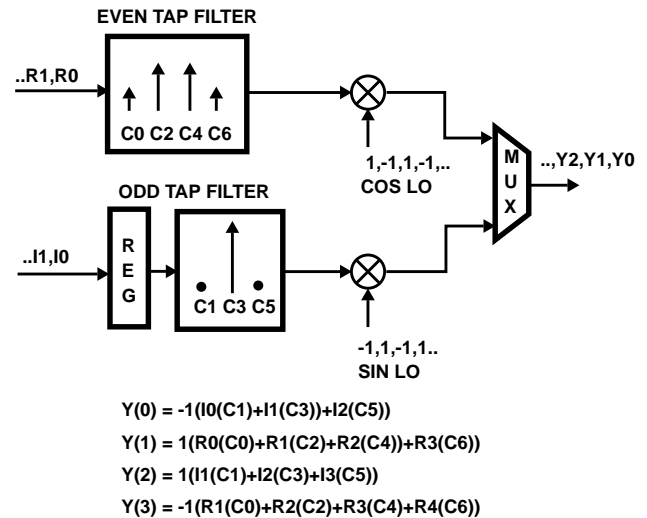 EVEN TAP FILTER
..R1,R0
C0 C2 C4 C6
1,-1,1,-1,..
COS LO
MUX
..,Y2,Y1,Y0
ODD TAP FILTER
..I1,I0
REG
C1 C3 C5
-1,1,-1,1..
SIN LO
Y(0) = -1(I0(C1)+I1(C3))+I2(C5))
Y(1) = 1(R0(C0)+R1(C2)+R2(C4))+R3(C6))
Y(2) = 1(I1(C1)+I2(C3)+I3(C5))
Y(3) = -1(R1(C0)+R2(C2)+R3(C4)+R4(C6))